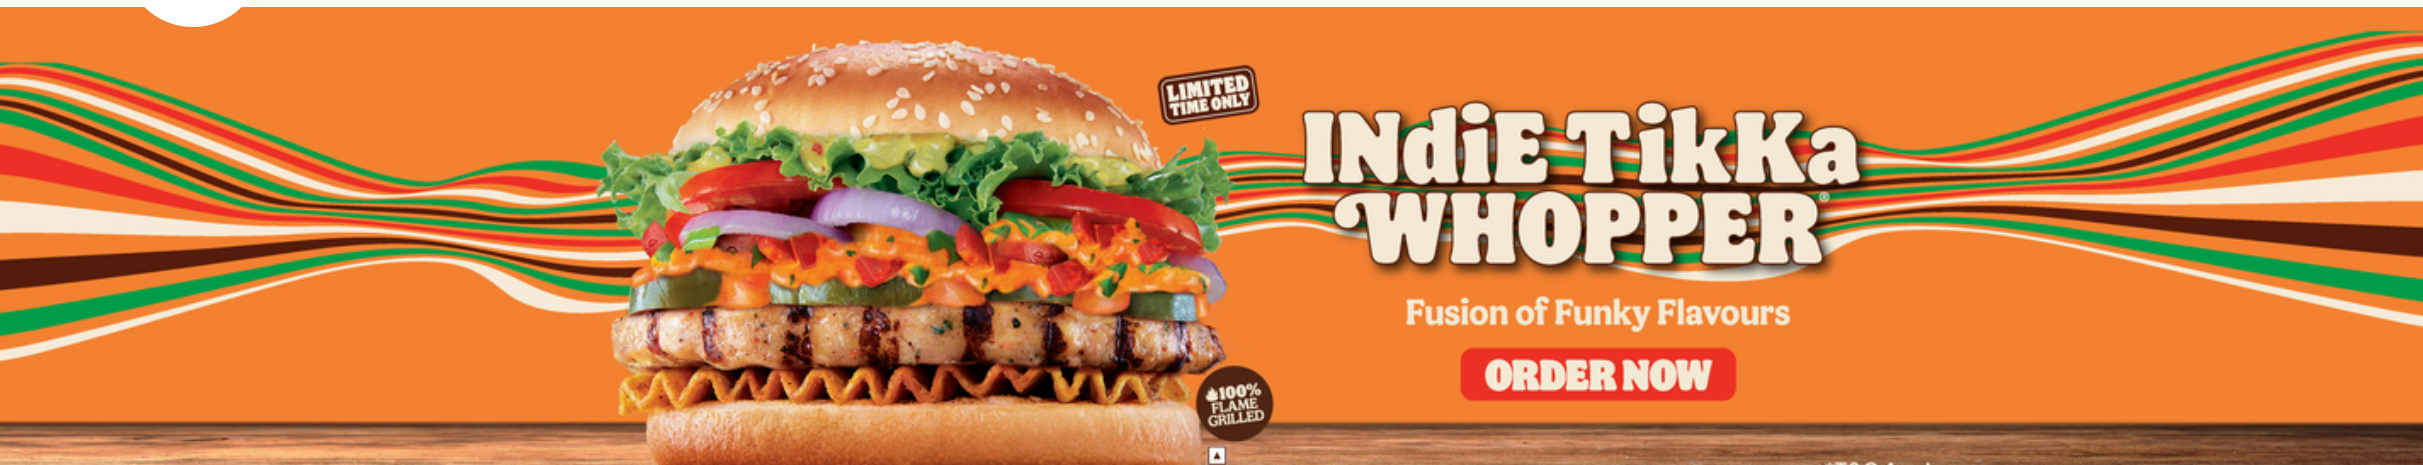 LIMITED
TIME ONLY
INdiE TikKa
WHOPPER®
Fusion of Funky Flavours
ORDER NOW
100%
FLAME
GRILLED